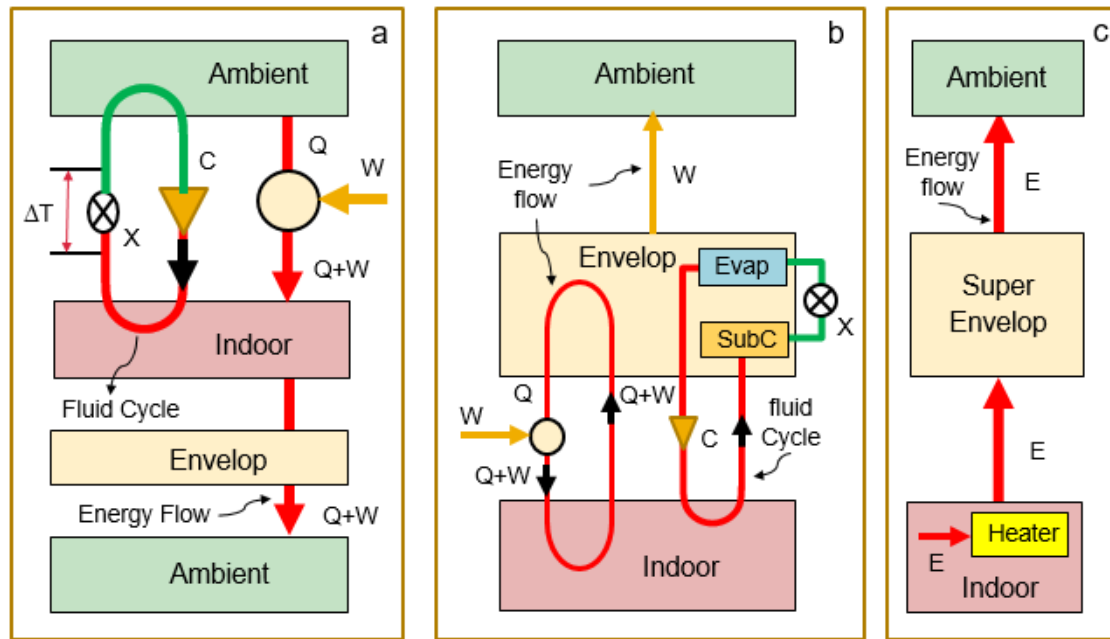 a
Ambient
Q
C
W
ΔT
X
Q+W
Indoor
Fluid Cycle
Envelop
Energy Flow
Q+W
Ambient
b
Ambient
Energy
flow
W
Envelop
Evap
SubC
X
Q
Q+W
W
C
fluid
Cycle
Q+W
Indoor
c
Ambient
Energy
flow
E
Super
Envelop
E
Heater
E
Indoor